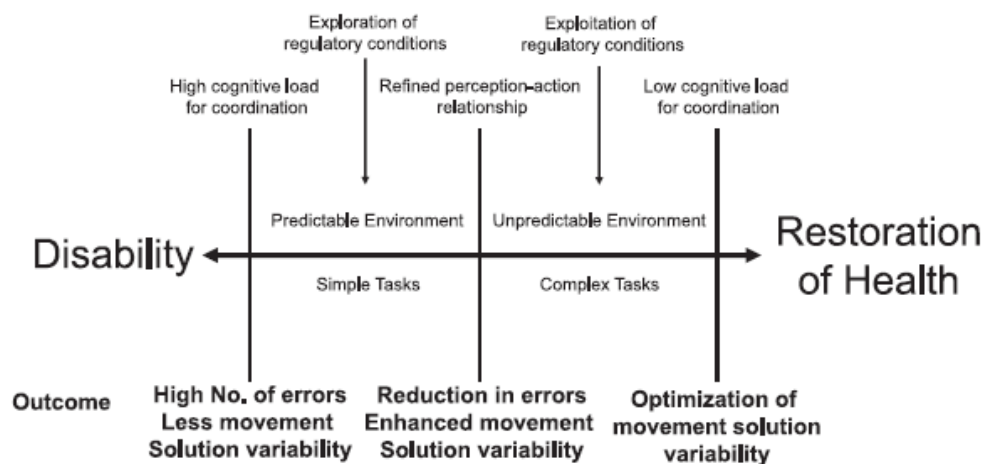 Exploration of
regulatory conditions
Exploitation of
regulatory conditions
High cognitive load
for coordination
Refined perception–action
relationship
Low cognitive load
for coordination
Predictable Environment
Unpredictable Environment
Disability
Restoration
of Health
Simple Tasks
Complex Tasks
Outcome
High No. of errors
Less movement
Solution variability
Reduction in errors
Enhanced movement
Solution variability
Optimization of
movement solution
variability